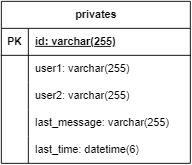 privates
PK id: varchar(255)
user1: varchar(255)
user2: varchar(255)
last_message: varchar(255)
last_time: datetime(6)